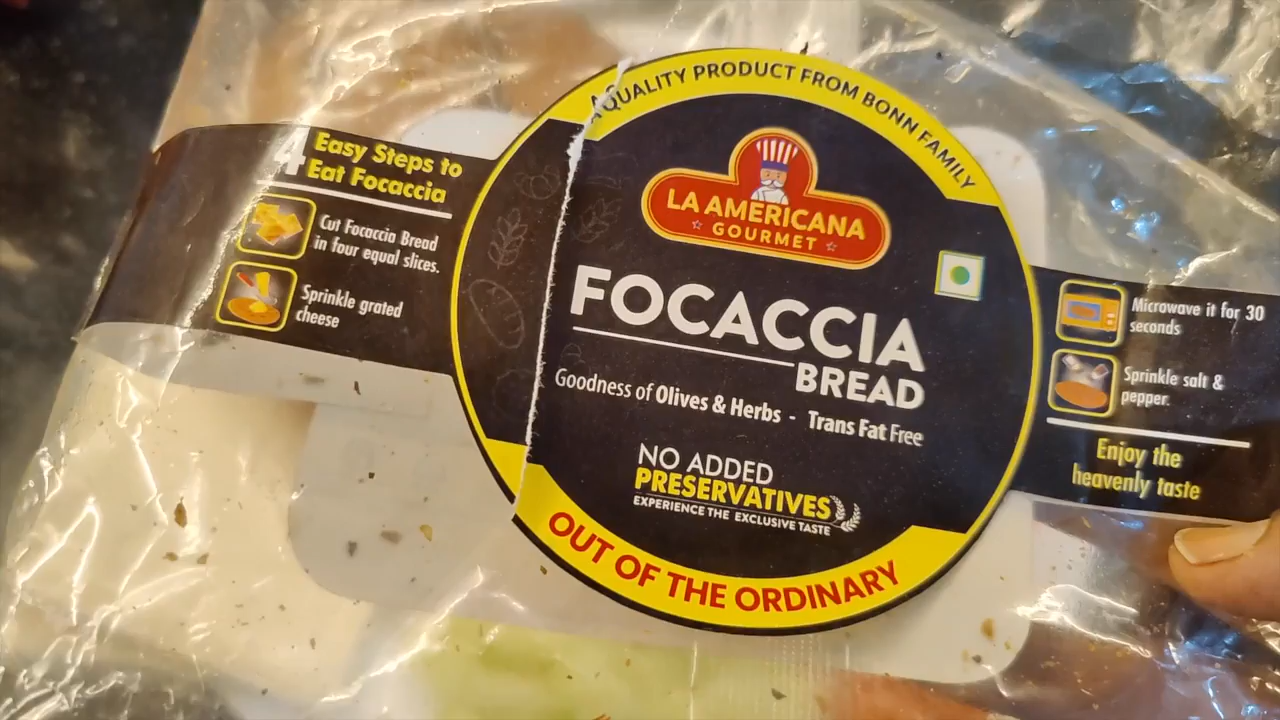 A QUALITY PRODUCT FROM BONN FAMILY
LA AMERICANA
GOURMET
FOCACCIA
BREAD
Goodness of Olives & Herbs - Trans Fat Free
NO ADDED
PRESERVATIVES
EXPERIENCE THE EXCLUSIVE TASTE
OUT OF THE ORDINARY
4 Easy Steps to
Eat Focaccia
Cut Focaccia Bread
in four equal slices.
Sprinkle grated
cheese
Microwave it for 30
seconds
Sprinkle salt &
pepper.
Enjoy the
heavenly taste